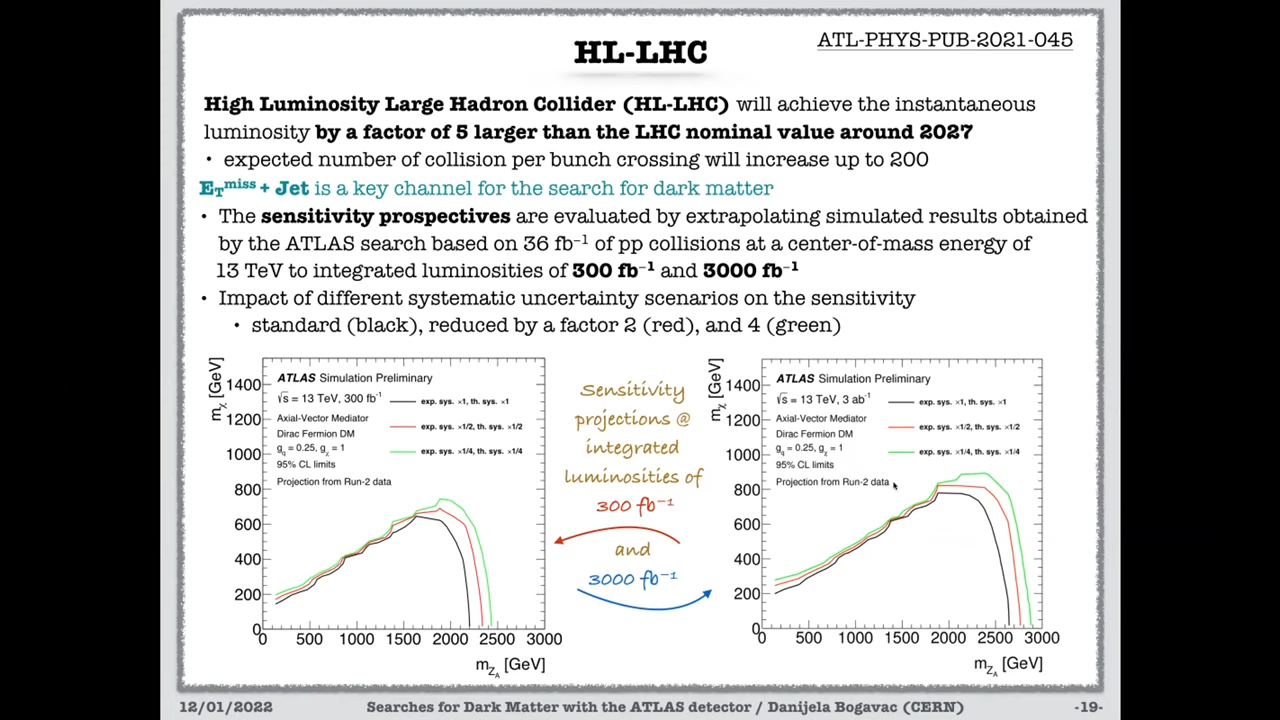 ATL-PHYS-PUB-2021-045
HL-LHC
High Luminosity Large Hadron Collider (HL-LHC) will achieve the instantaneous
luminosity by a factor of 5 larger than the LHC nominal value around 2027
• expected number of collision per bunch crossing will increase up to 200
E_T^miss + Jet is a key channel for the search for dark matter
• The sensitivity prospectives are evaluated by extrapolating simulated results obtained
by the ATLAS search based on 36 fb⁻¹ of pp collisions at a center-of-mass energy of
13 TeV to integrated luminosities of 300 fb⁻¹ and 3000 fb⁻¹
• Impact of different systematic uncertainty scenarios on the sensitivity
• standard (black), reduced by a factor 2 (red), and 4 (green)
m_χ [GeV]
1400
1200
1000
800
600
400
200
0
ATLAS Simulation Preliminary
√s = 13 TeV, 300 fb⁻¹
Axial-Vector Mediator
Dirac Fermion DM
g_q = 0.25, g_χ = 1
95% CL limits
Projection from Run-2 data
exp. sys. ×1, th. sys. ×1
exp. sys. ×1/2, th. sys. ×1/2
exp. sys. ×1/4, th. sys. ×1/4
0 500 1000 1500 2000 2500 3000
m_Z_A [GeV]
Sensitivity
projections @
integrated
luminosities of
300 fb⁻¹
and
3000 fb⁻¹
m_χ [GeV]
1400
1200
1000
800
600
400
200
0
ATLAS Simulation Preliminary
√s = 13 TeV, 3 ab⁻¹
Axial-Vector Mediator
Dirac Fermion DM
g_q = 0.25, g_χ = 1
95% CL limits
Projection from Run-2 data
exp. sys. ×1, th. sys. ×1
exp. sys. ×1/2, th. sys. ×1/2
exp. sys. ×1/4, th. sys. ×1/4
0 500 1000 1500 2000 2500 3000
m_Z_A [GeV]
12/01/2022 Searches for Dark Matter with the ATLAS detector / Danijela Bogavac (CERN) -19-